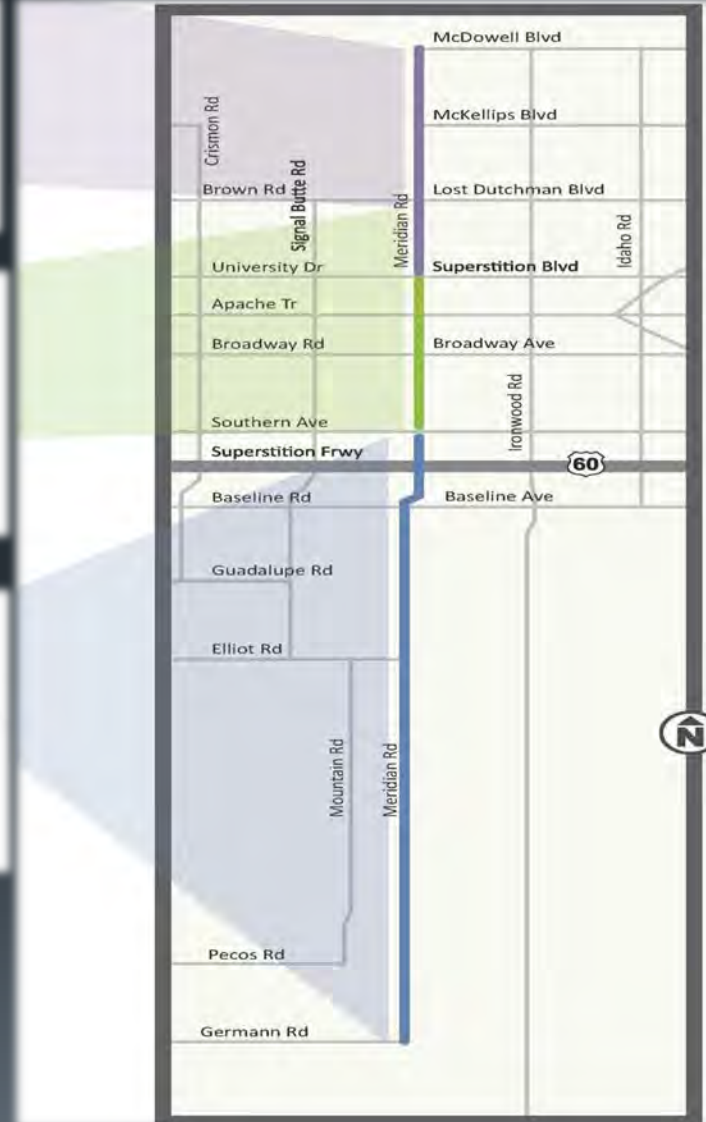 McDowell Blvd
McKellips Blvd
Crismon Rd
Signal Butte Rd
Brown Rd
Meridian Rd
Lost Dutchman Blvd
Idaho Rd
University Dr
Superstition Blvd
Apache Tr
Broadway Rd
Broadway Ave
Ironwood Rd
Southern Ave
Superstition Frwy
60
Baseline Rd
Baseline Ave
Guadalupe Rd
Elliot Rd
Mountain Rd
Meridian Rd
N
Pecos Rd
Germann Rd